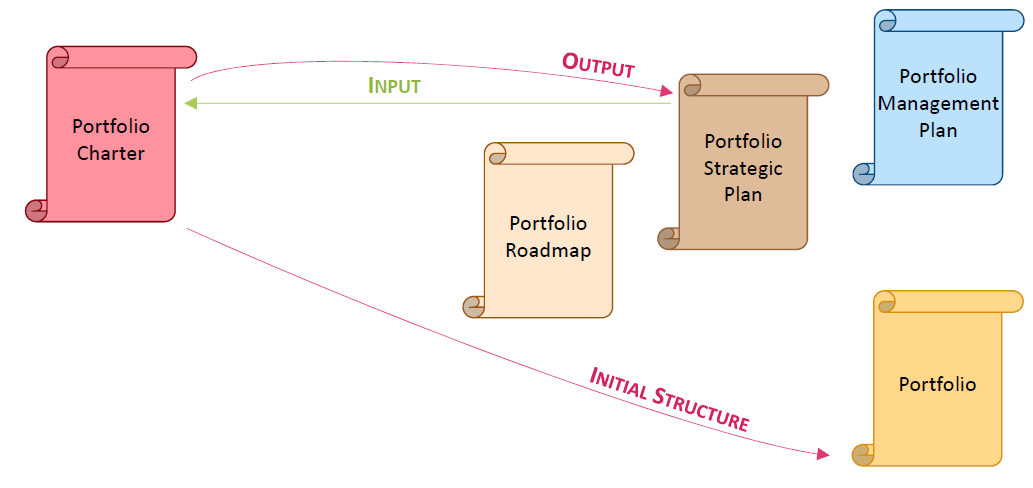 Portfolio
Charter
OUTPUT
INPUT
Portfolio
Roadmap
Portfolio
Strategic
Plan
Portfolio
Management
Plan
INITIAL STRUCTURE
Portfolio